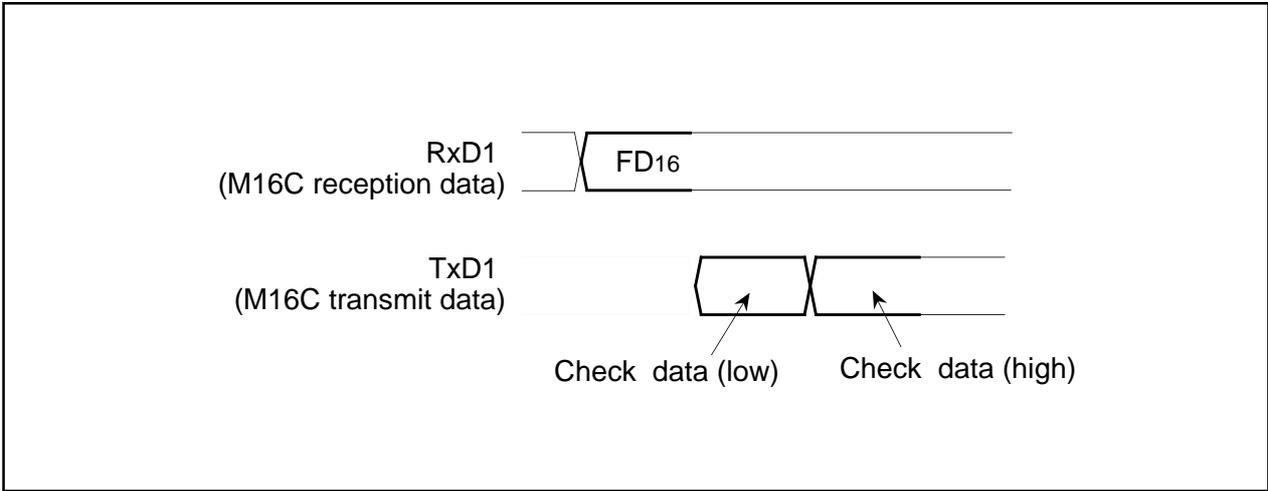 RxD1
(M16C reception data)
FD16
TxD1
(M16C transmit data)
Check data (low)
Check data (high)